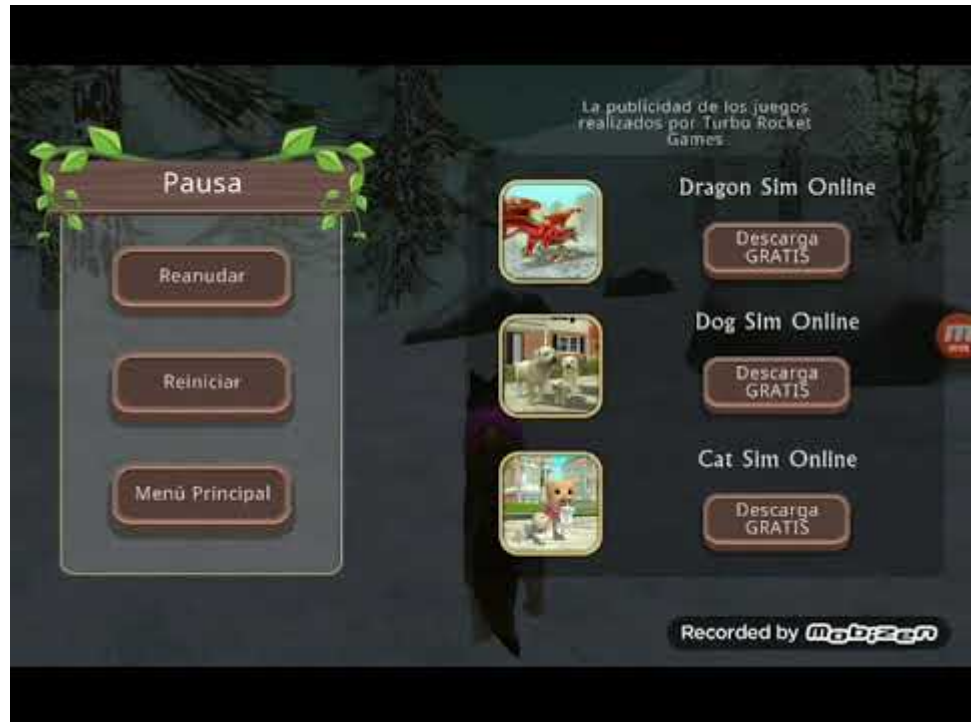 Pausa
Reanudar
Reiniciar
Menú Principal
La publicidad de los juegos
realizados por Turbo Rocket
Games
Dragon Sim Online
Descarga
GRATIS
Dog Sim Online
Descarga
GRATIS
Cat Sim Online
Descarga
GRATIS
Recorded by Mobizen